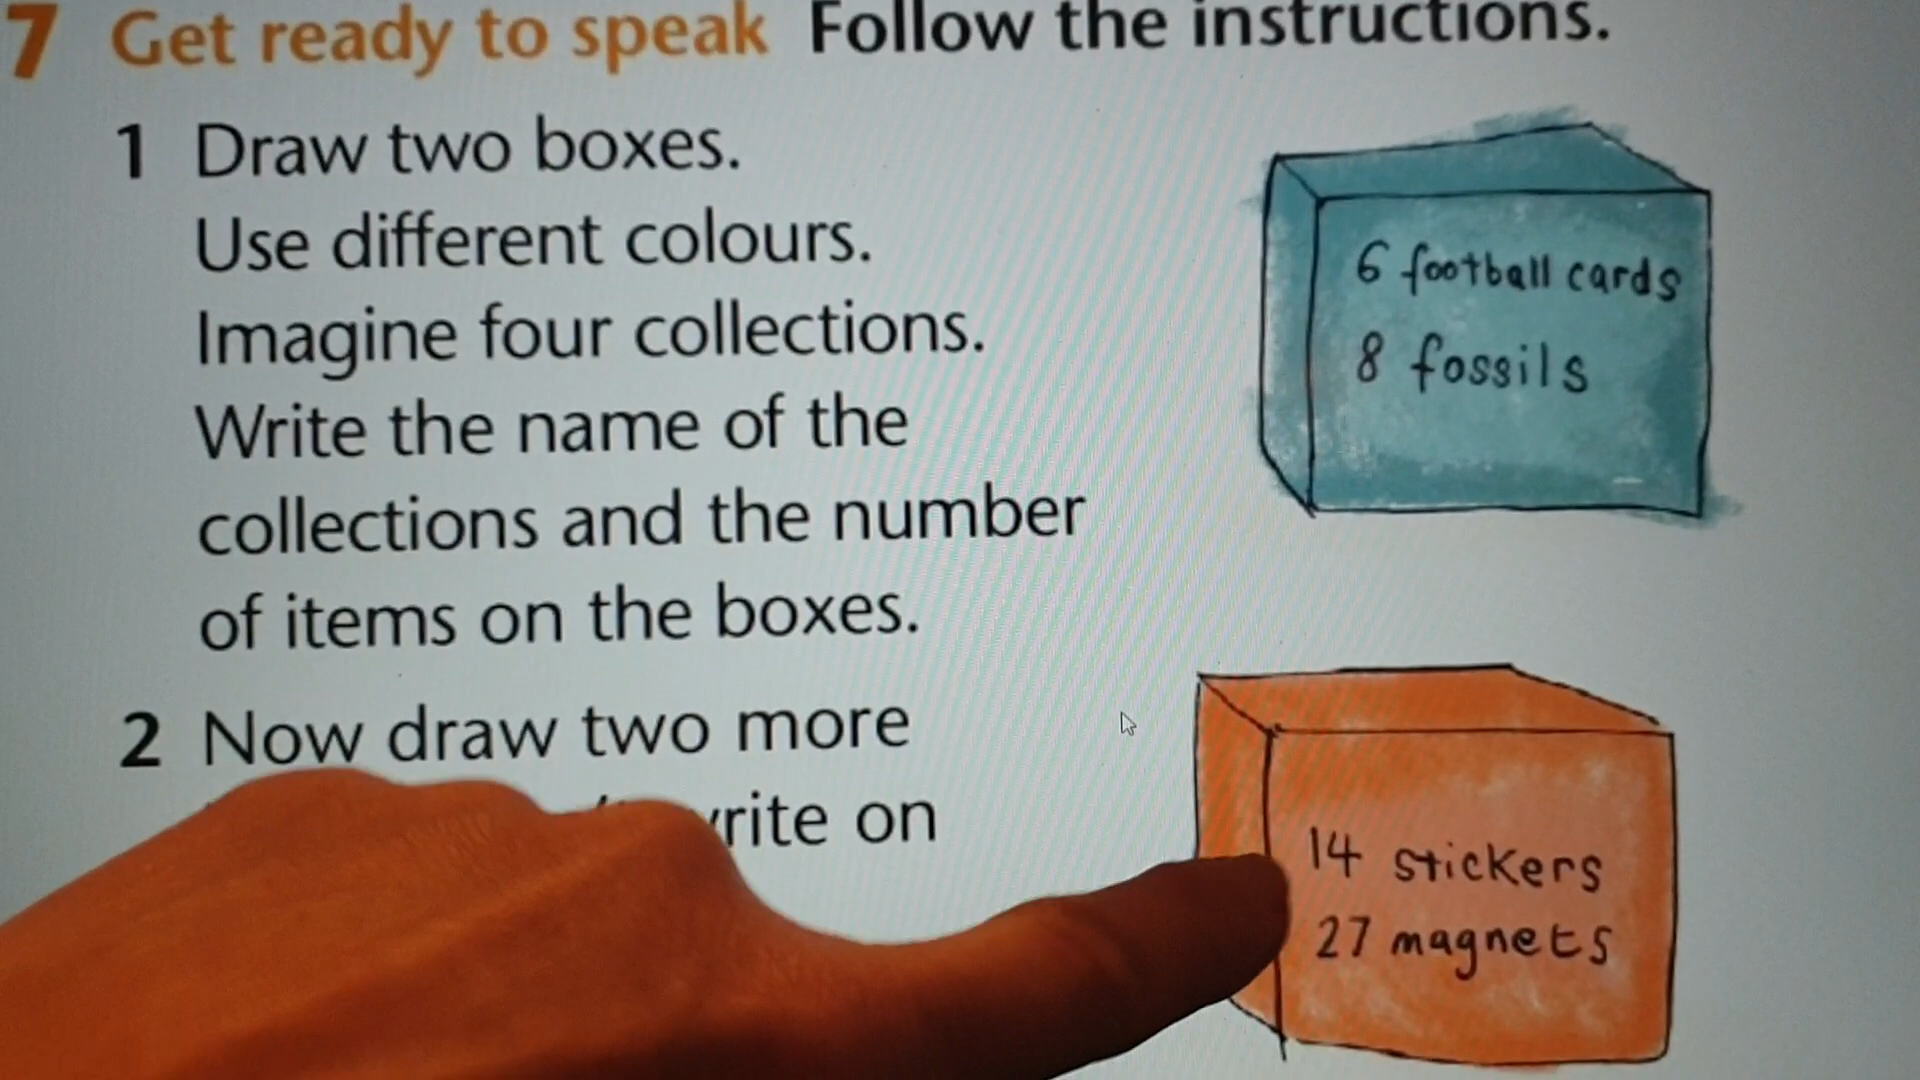 7 Get ready to speak Follow the instructions.
1 Draw two boxes.
Use different colours.
Imagine four collections.
Write the name of the
collections and the number
of items on the boxes.
2 Now draw two more
on
6 football cards
8 fossils
14 stickers
27 magnets